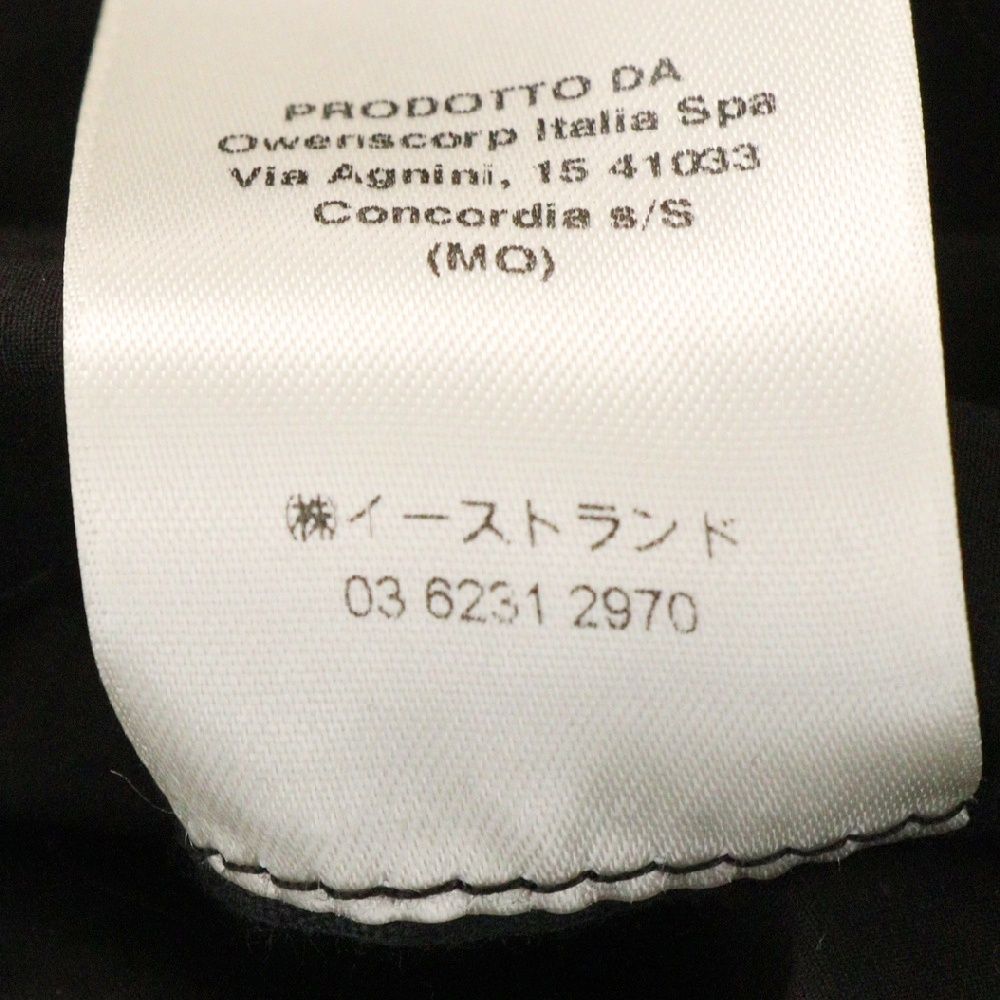 PRODOTTO DA
Owenscorp Italia Spa
Via Agnini, 15 41033
Concordia s/S
(MO)
㈱イーストランド
03 6231 2970